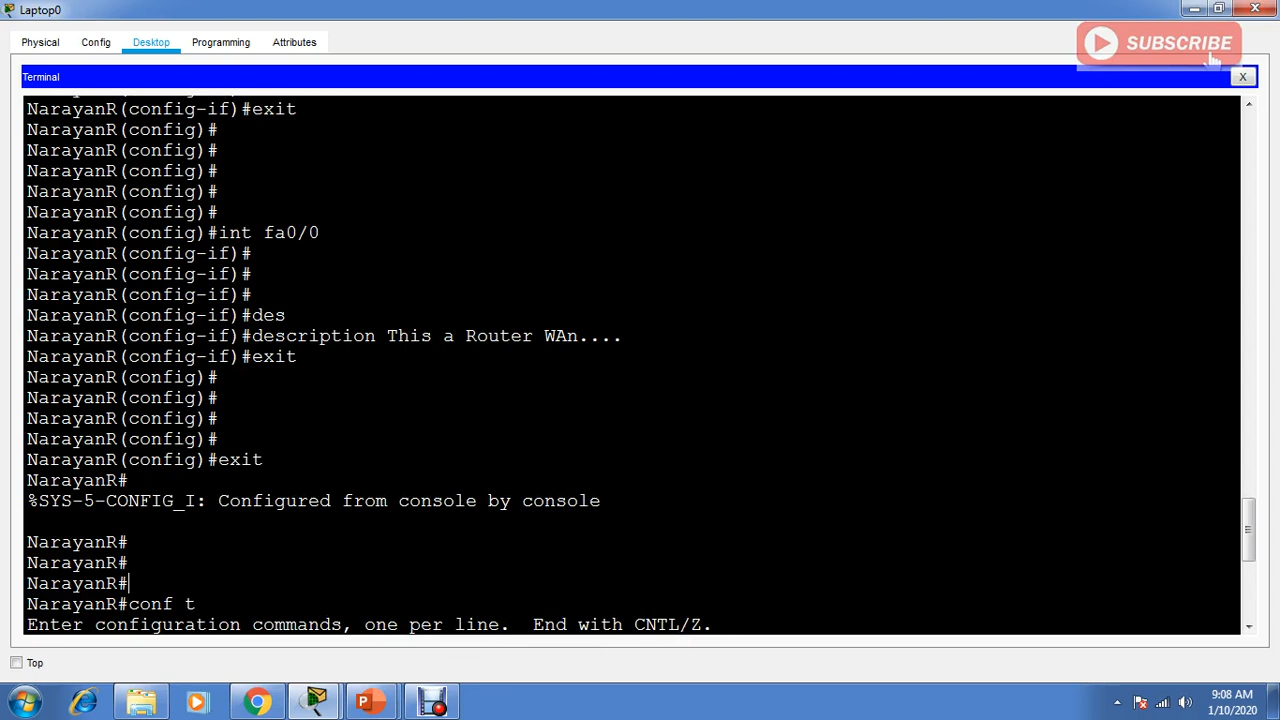 Laptop0
Physical
Config
Desktop
Programming
Attributes
SUBSCRIBE
Terminal
X
NarayanR(config-if)#exit
NarayanR(config)#
NarayanR(config)#
NarayanR(config)#
NarayanR(config)#
NarayanR(config)#
NarayanR(config)#int fa0/0
NarayanR(config-if)#
NarayanR(config-if)#
NarayanR(config-if)#
NarayanR(config-if)#des
NarayanR(config-if)#description This a Router WAn....
NarayanR(config-if)#exit
NarayanR(config)#
NarayanR(config)#
NarayanR(config)#
NarayanR(config)#
NarayanR(config)#exit
NarayanR#
%SYS-5-CONFIG_I: Configured from console by console
NarayanR#
NarayanR#
NarayanR#
NarayanR#conf t
Enter configuration commands, one per line.  End with CNTL/Z.
Top
9:08 AM
1/10/2020